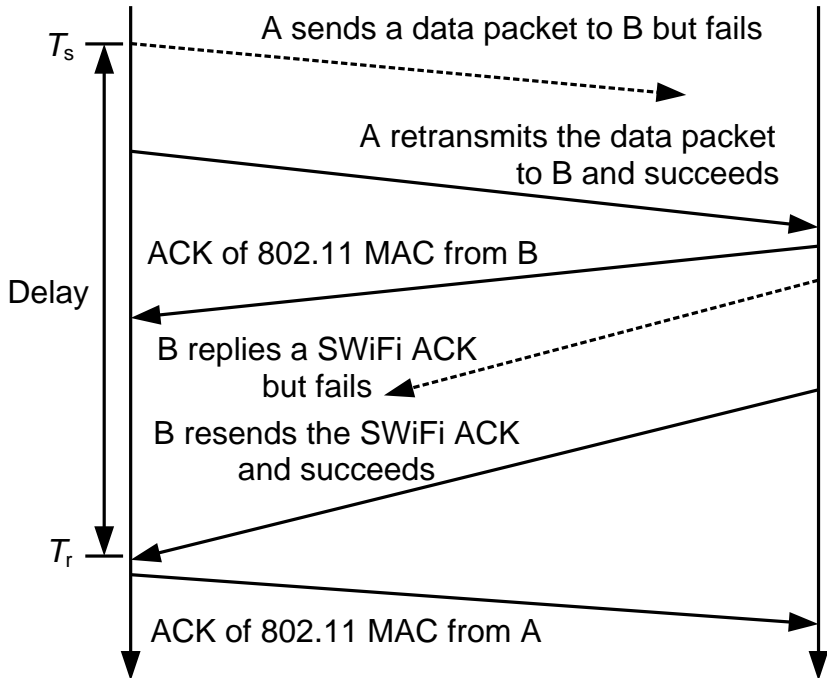 A sends a data packet to B but fails
Ts
A retransmits the data packet
to B and succeeds
ACK of 802.11 MAC from B
Delay
B replies a SWiFi ACK
but fails
B resends the SWiFi ACK
and succeeds
Tr
ACK of 802.11 MAC from A